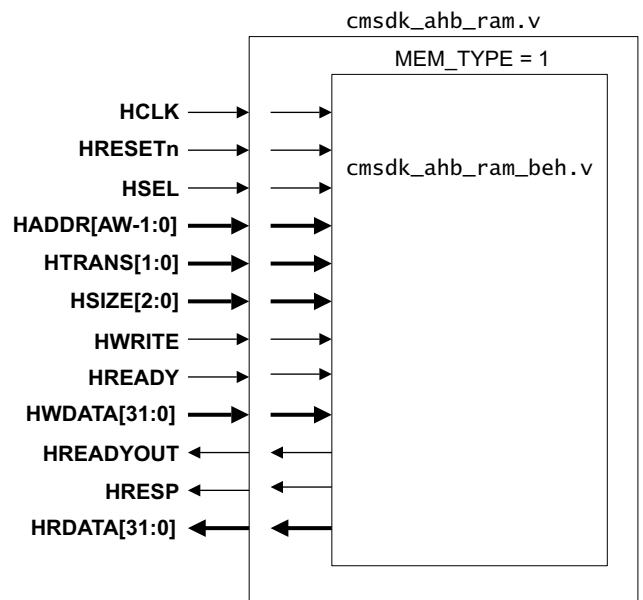 cmsdk_ahb_ram.v
MEM_TYPE = 1
HCLK
HRESETn
cmsdk_ahb_ram_beh.v
HSEL
HADDR[AW-1:0]
HTRANS[1:0]
HSIZE[2:0]
HWRITE
HREADY
HWDATA[31:0]
HREADYOUT
HRESP
HRDATA[31:0]